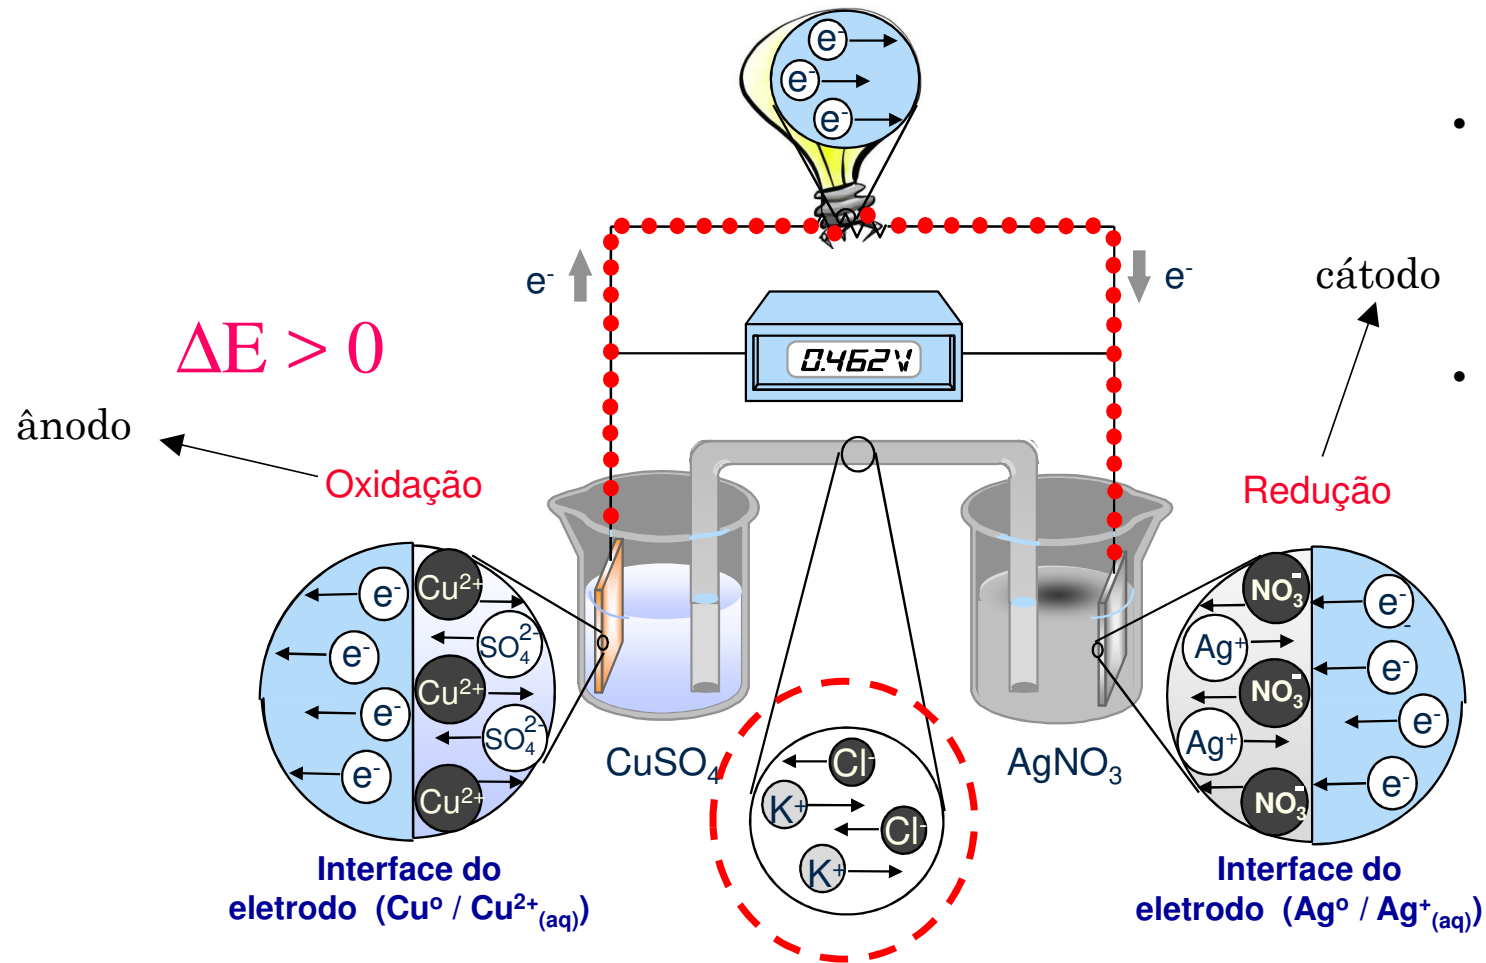 e⁻
e⁻
e⁻
•
e⁻
e⁻
cátodo
ΔE > 0
0.462 V
•
ânodo
Oxidação
Redução
Cu²⁺
e⁻
SO₄²⁻
e⁻
Cu²⁺
e⁻
SO₄²⁻
e⁻
Cu²⁺
NO₃⁻
e⁻
-
Ag⁺
e⁻
NO₃⁻
e⁻
Ag⁺
e⁻
NO₃⁻
CuSO₄
AgNO₃
Cl⁻
K⁺
Cl⁻
K⁺
Interface do
eletrodo (Cuº / Cu²⁺₍aq₎)
Interface do
eletrodo (Agº / Ag⁺₍aq₎)